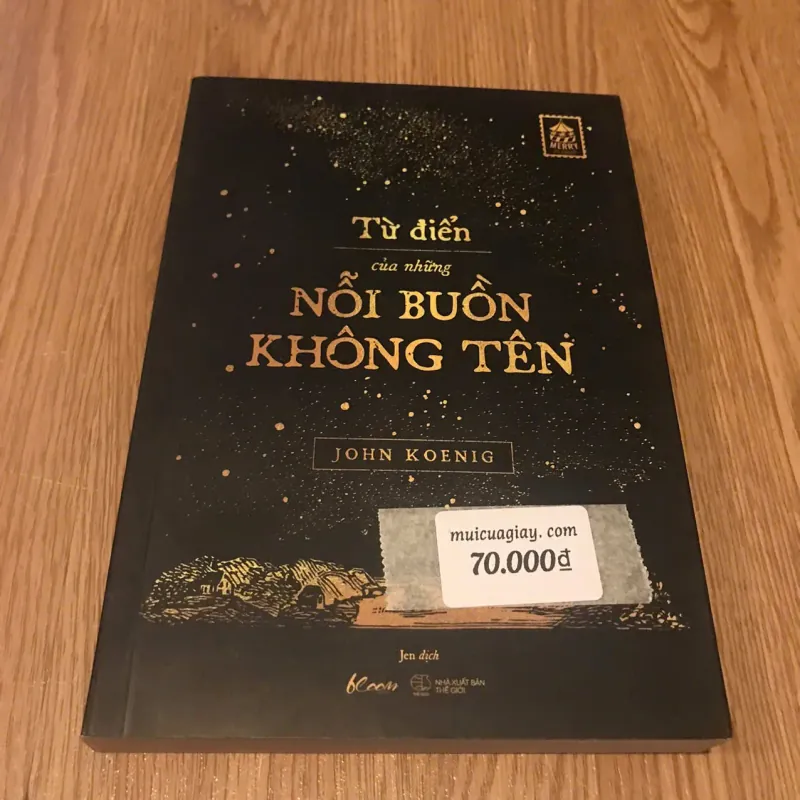 MERRY
Từ điển
của những
NỖI BUỒN
KHÔNG TÊN
JOHN KOENIG
muicuagiay. com
70.000₫
Jen dịch
bloom
NHÀ XUẤT BẢN
THẾ GIỚI